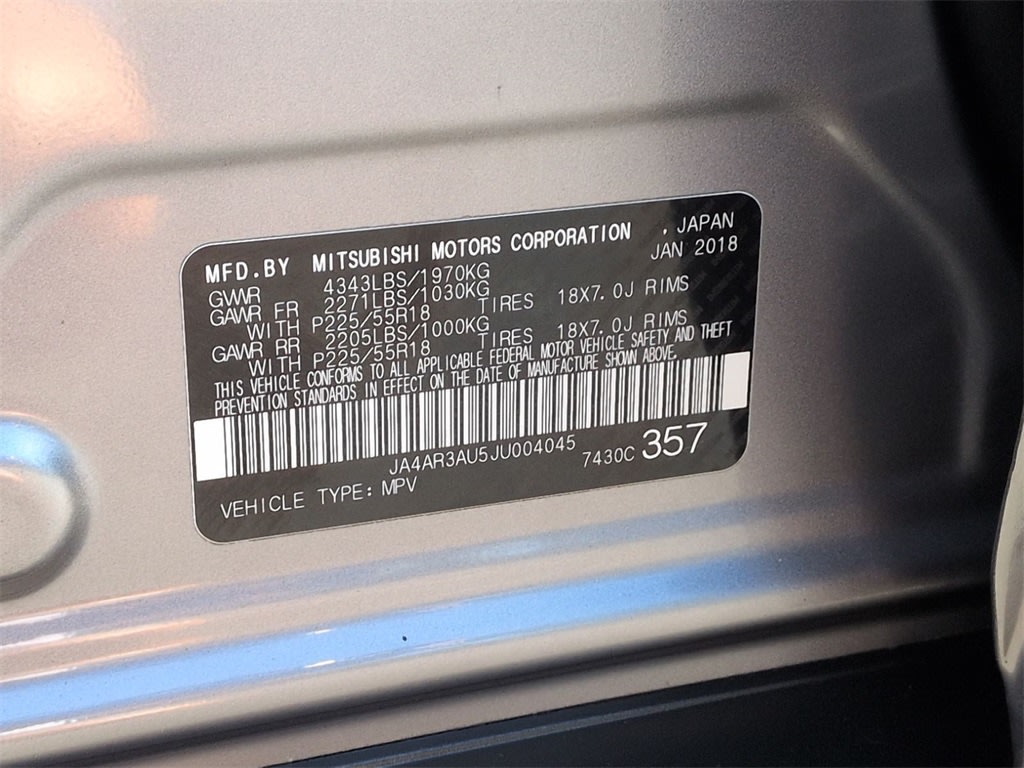 MFD.BY MITSUBISHI MOTORS CORPORATION , JAPAN
GVWR 4343LBS/1970KG JAN 2018
GAWR FR 2271LBS/1030KG
WITH P225/55R18 TIRES 18X7.0J RIMS
GAWR RR 2205LBS/1000KG
WITH P225/55R18 TIRES 18X7.0J RIMS
THIS VEHICLE CONFORMS TO ALL APPLICABLE FEDERAL MOTOR VEHICLE SAFETY AND THEFT
PREVENTION STANDARDS IN EFFECT ON THE DATE OF MANUFACTURE SHOWN ABOVE.
JA4AR3AU5JU004045
7430C 357
VEHICLE TYPE: MPV